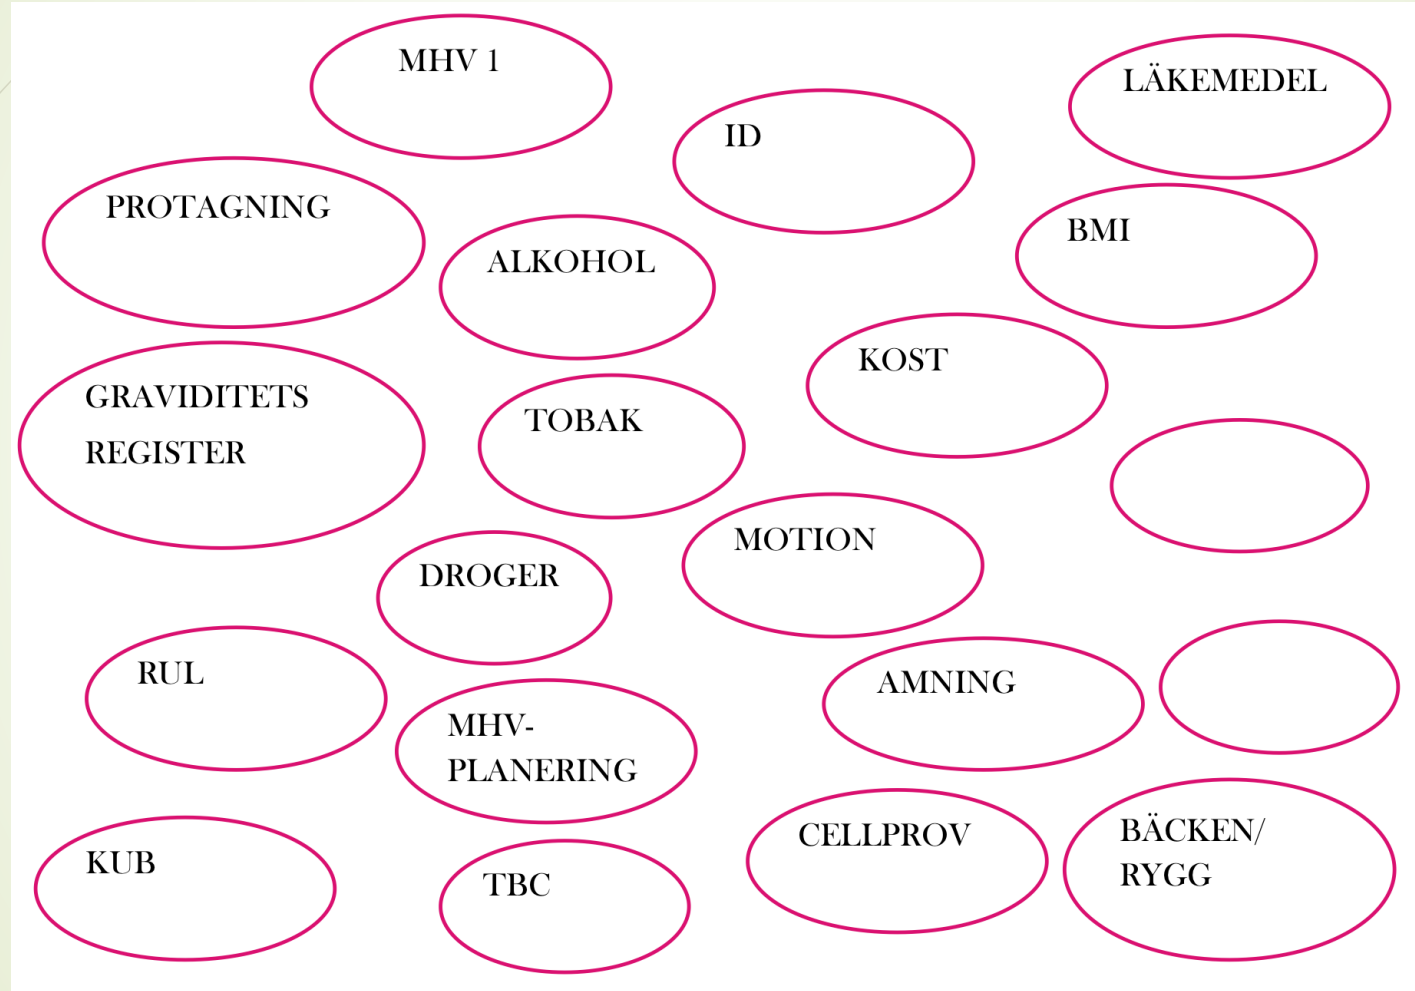 MHV 1
LÄKEMEDEL
ID
PROTAGNING
BMI
ALKOHOL
KOST
GRAVIDITETS
REGISTER
TOBAK
MOTION
DROGER
RUL
AMNING
MHV-
PLANERING
CELLPROV
BÄCKEN/
RYGG
KUB
TBC